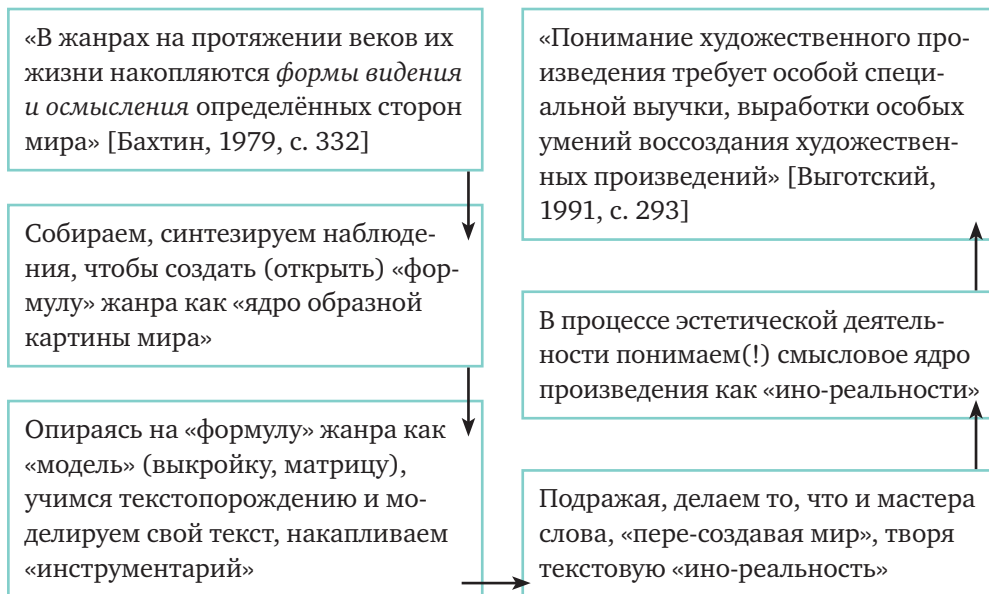 «В жанрах на протяжении веков их
жизни накопляются формы видения
и осмысления определённых сторон
мира» [Бахтин, 1979, с. 332]
Собираем, синтезируем наблюде-
ния, чтобы создать (открыть) «фор-
мулу» жанра как «ядро образной
картины мира»
Опираясь на «формулу» жанра как
«модель» (выкройку, матрицу),
учимся текстопорождению и мо-
делируем свой текст, накапливаем
«инструментарий»
Подражая, делаем то, что и мастера
слова, «пере-создавая мир», творя
текстовую «ино-реальность»
В процессе эстетической деятель-
ности понимаем(!) смысловое ядро
произведения как «ино-реальности»
«Понимание художественного про-
изведения требует особой специ-
альной выучки, выработки особых
умений воссоздания художествен-
ных произведений» [Выготский,
1991, с. 293]